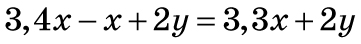 3,4x − x + 2y = 3,3x + 2y